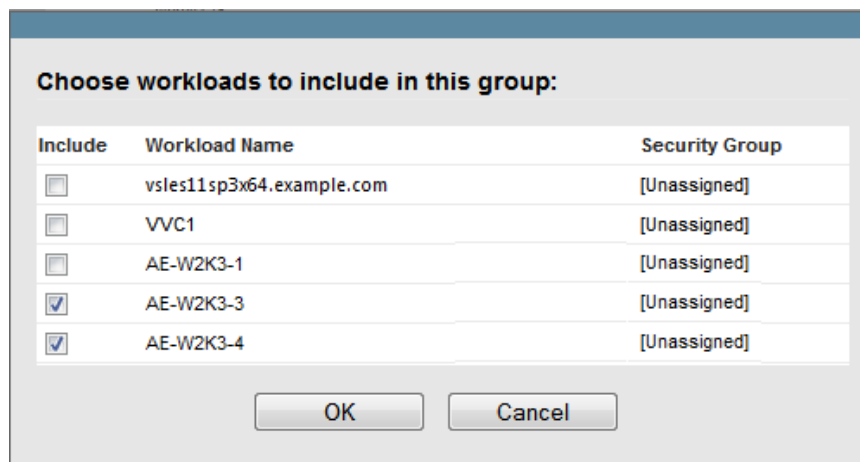 Choose workloads to include in this group:
Include Workload Name Security Group
vsles11sp3x64.example.com [Unassigned]
VVC1 [Unassigned]
AE-W2K3-1 [Unassigned]
AE-W2K3-3 [Unassigned]
AE-W2K3-4 [Unassigned]
OK Cancel